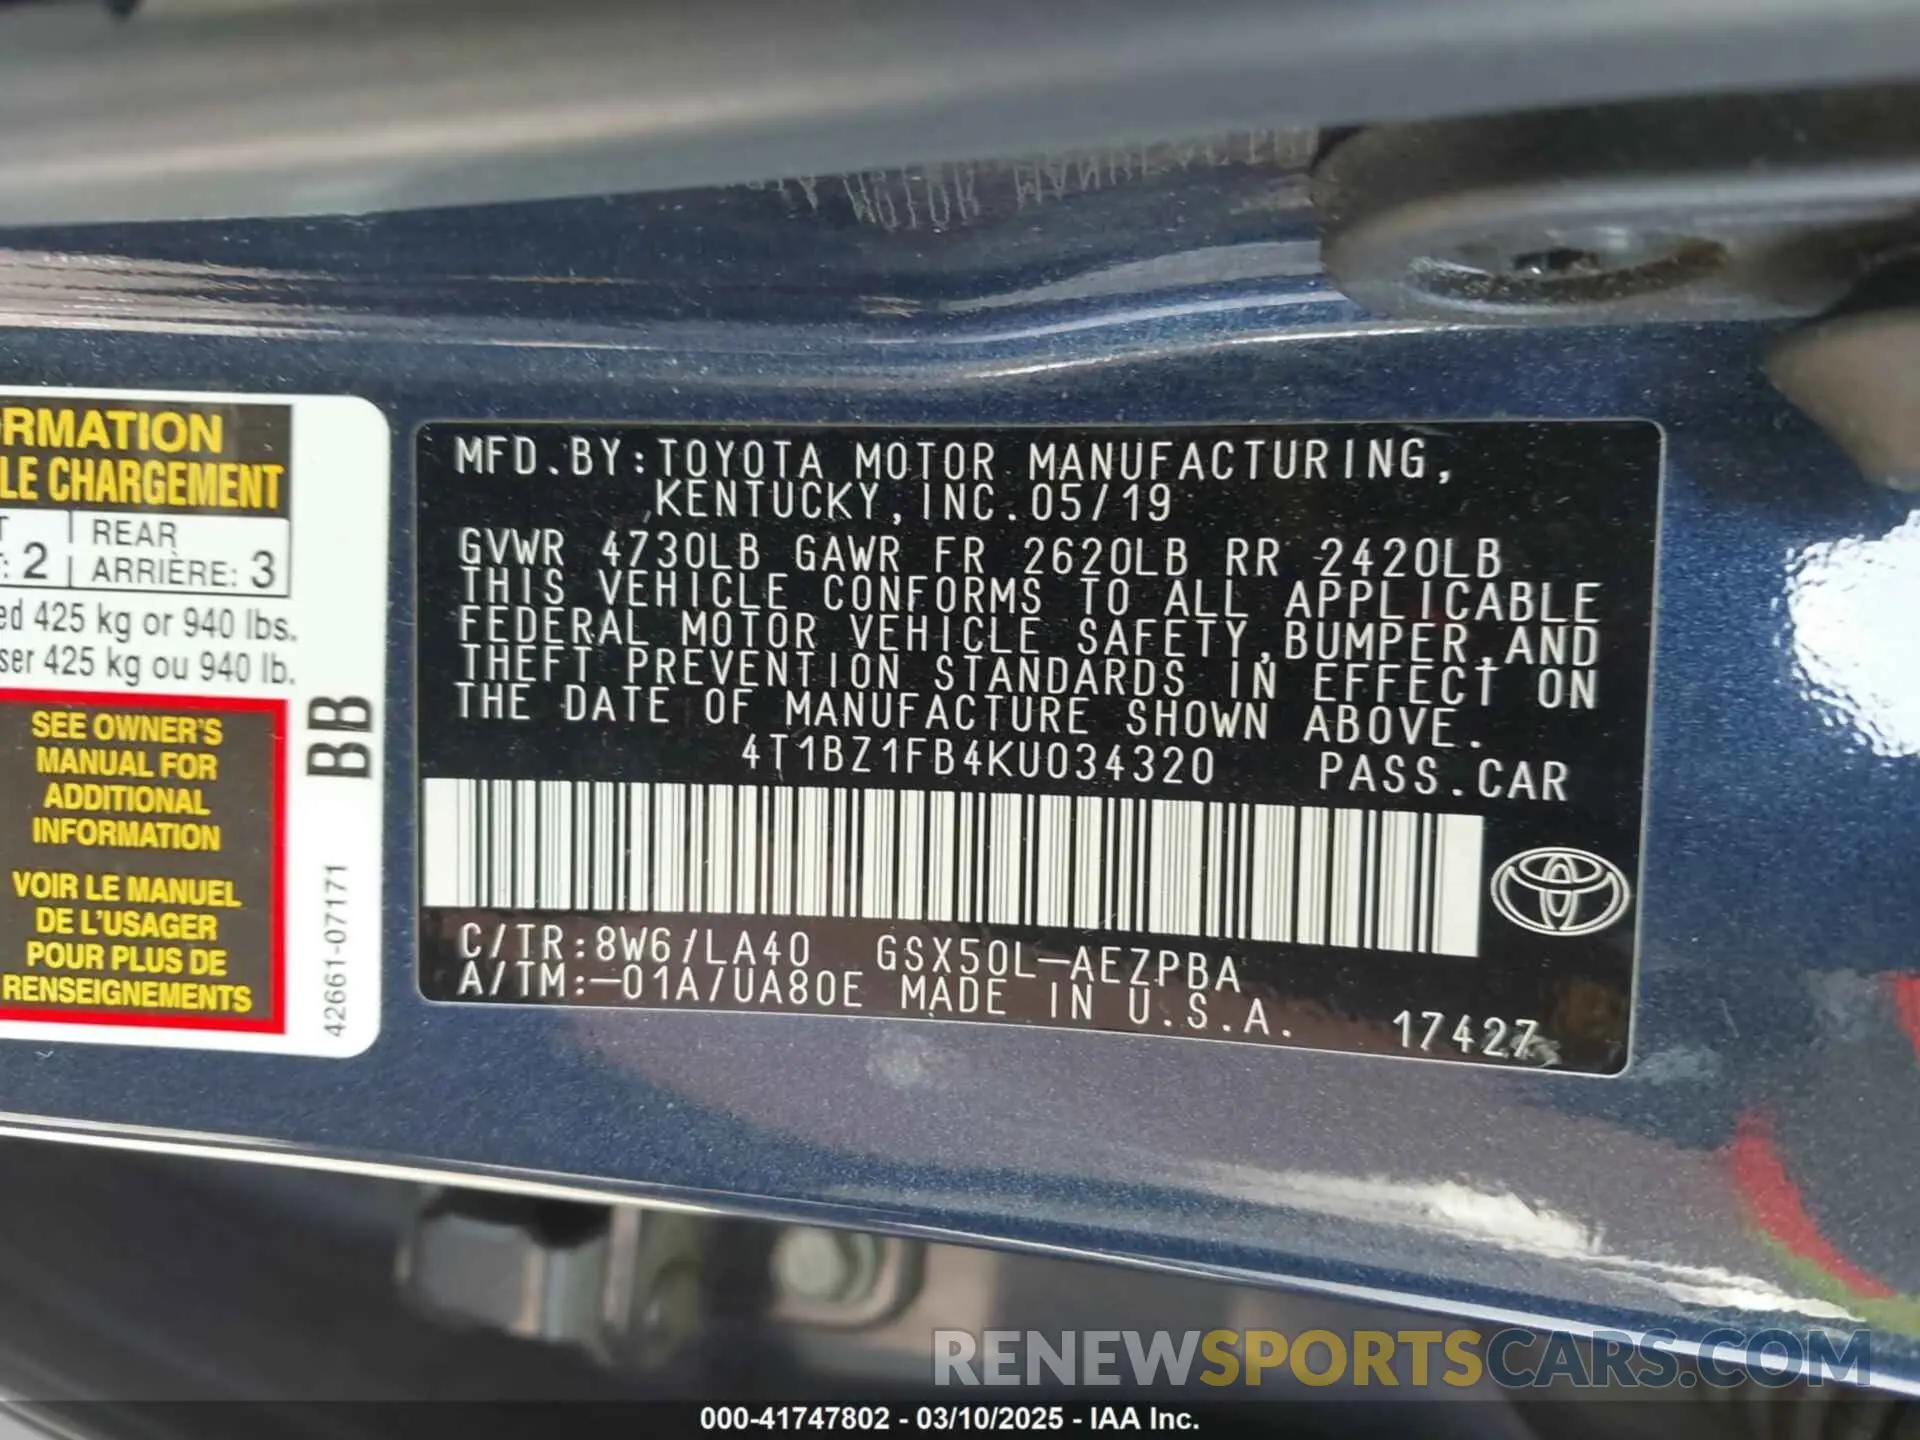 RMATION
LE CHARGEMENT
REAR
: 2 ARRIÈRE: 3
ed 425 kg or 940 lbs.
ser 425 kg ou 940 lb.
SEE OWNER'S
MANUAL FOR
ADDITIONAL
INFORMATION
VOIR LE MANUEL
DE L'USAGER
POUR PLUS DE
RENSEIGNEMENTS
BB
42661-07171
MFD.BY:TOYOTA MOTOR MANUFACTURING,
KENTUCKY,INC.05/19
GVWR 4730LB GAWR FR 2620LB RR 2420LB
THIS VEHICLE CONFORMS TO ALL APPLICABLE
FEDERAL MOTOR VEHICLE SAFETY,BUMPER,AND
THEFT PREVENTION STANDARDS IN EFFECT ON
THE DATE OF MANUFACTURE SHOWN ABOVE.
4T1BZ1FB4KU034320 PASS.CAR
C/TR:8W6/LA40 GSX50L-AEZPBA
A/TM:-01A/UA80E MADE IN U.S.A.
17427
RENEWSPORTSCARS.COM
000-41747802 - 03/10/2025 - IAA Inc.